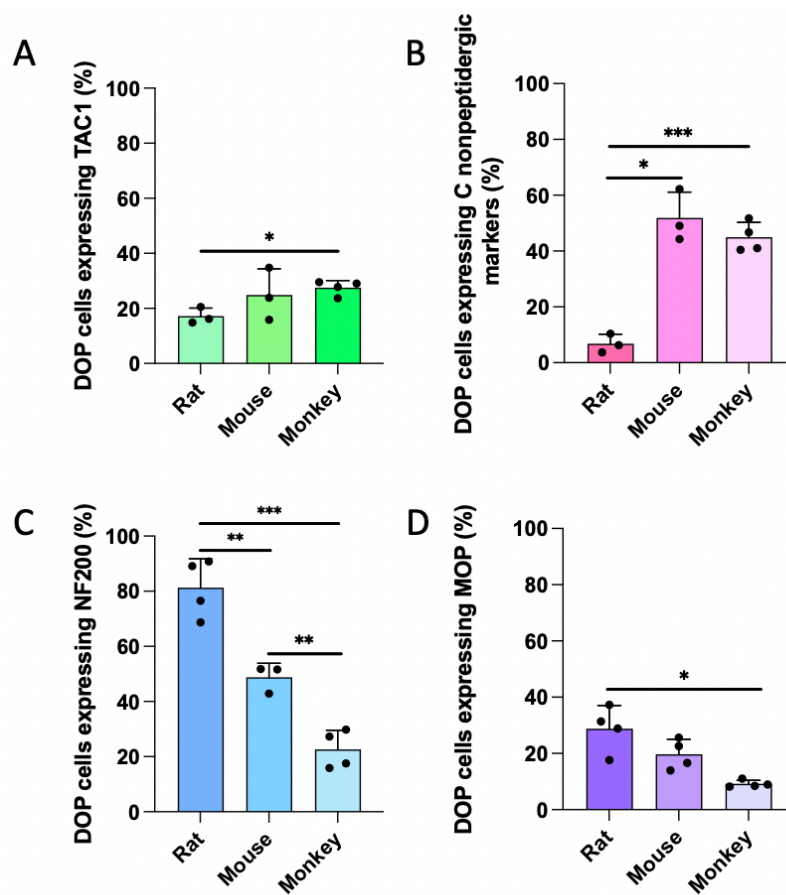 A
DOP cells expressing TAC1 (%)
100
80
60
40
20
0
*
Rat
Mouse
Monkey
B
DOP cells expressing C nonpeptidergic
markers (%)
100
80
60
40
20
0
***
*
Rat
Mouse
Monkey
C
DOP cells expressing NF200 (%)
100
80
60
40
20
0
***
**
**
Rat
Mouse
Monkey
D
DOP cells expressing MOP (%)
100
80
60
40
20
0
*
Rat
Mouse
Monkey